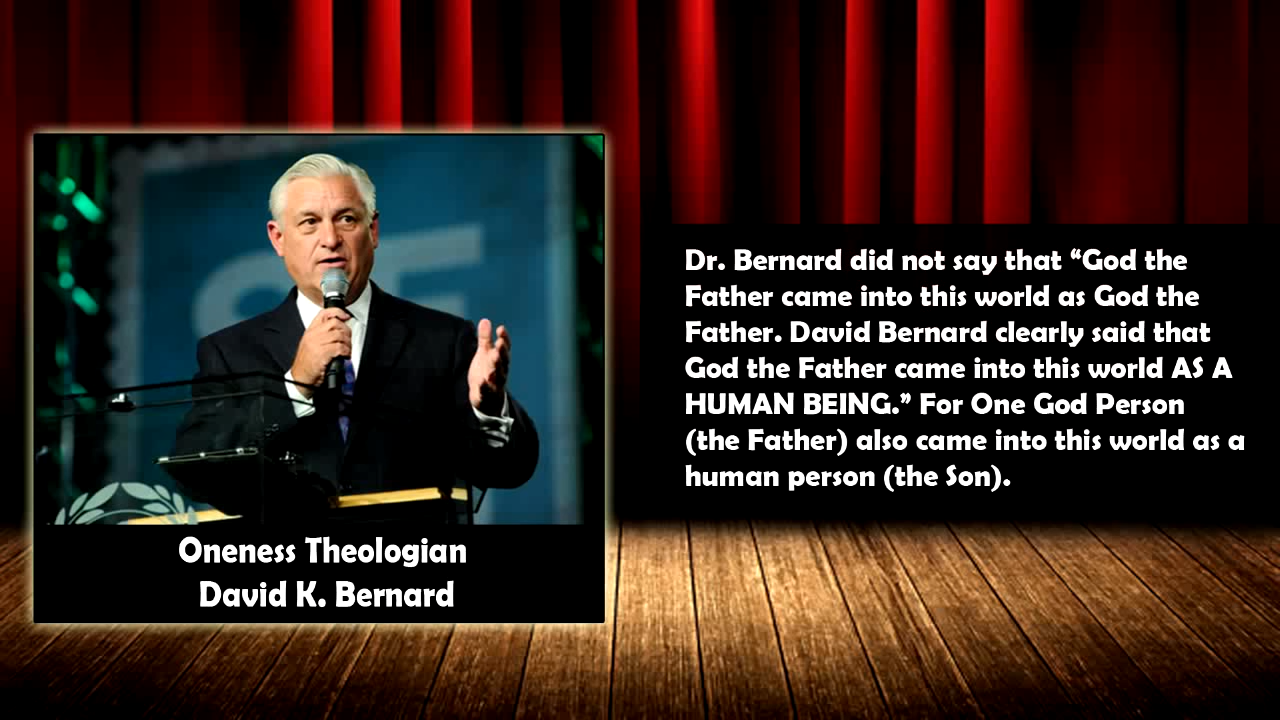 Dr. Bernard did not say that “God the
Father came into this world as God the
Father. David Bernard clearly said that
God the Father came into this world AS A
HUMAN BEING.” For One God Person
(the Father) also came into this world as a
human person (the Son).
Oneness Theologian
David K. Bernard